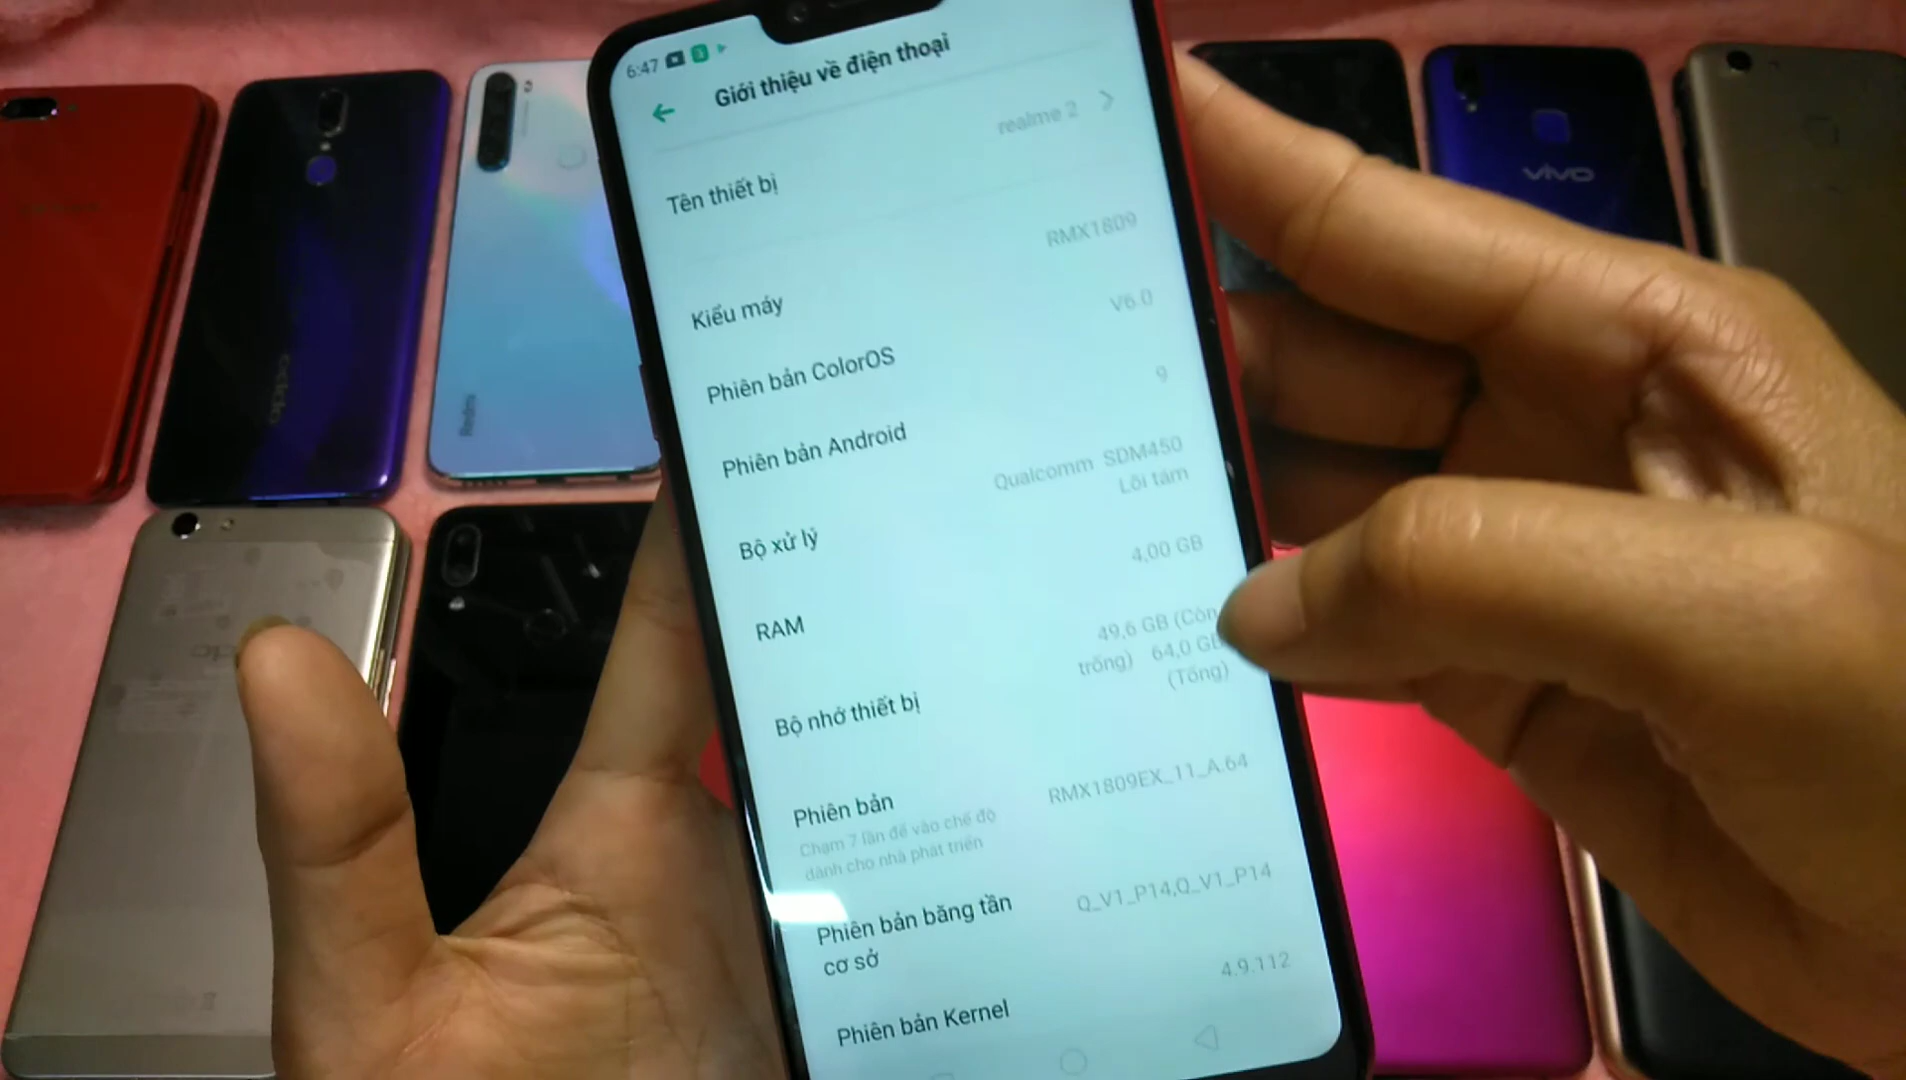 6:47
Giới thiệu về điện thoại
Tên thiết bị
realme 2
Kiểu máy
RMX1809
Phiên bản ColorOS
V6.0
Phiên bản Android
9
Bộ xử lý
Qualcomm SDM450
Lõi tám
RAM
4,00 GB
Bộ nhớ thiết bị
49,6 GB (Còn
trống) 64,0 GB
(Tổng)
Phiên bản
Chạm 7 lần để vào chế độ
dành cho nhà phát triển
RMX1809EX_11_A.64
Phiên bản băng tần
cơ sở
Q_V1_P14,Q_V1_P14
Phiên bản Kernel
4.9.112
oppo
Redmi
vivo
oppo